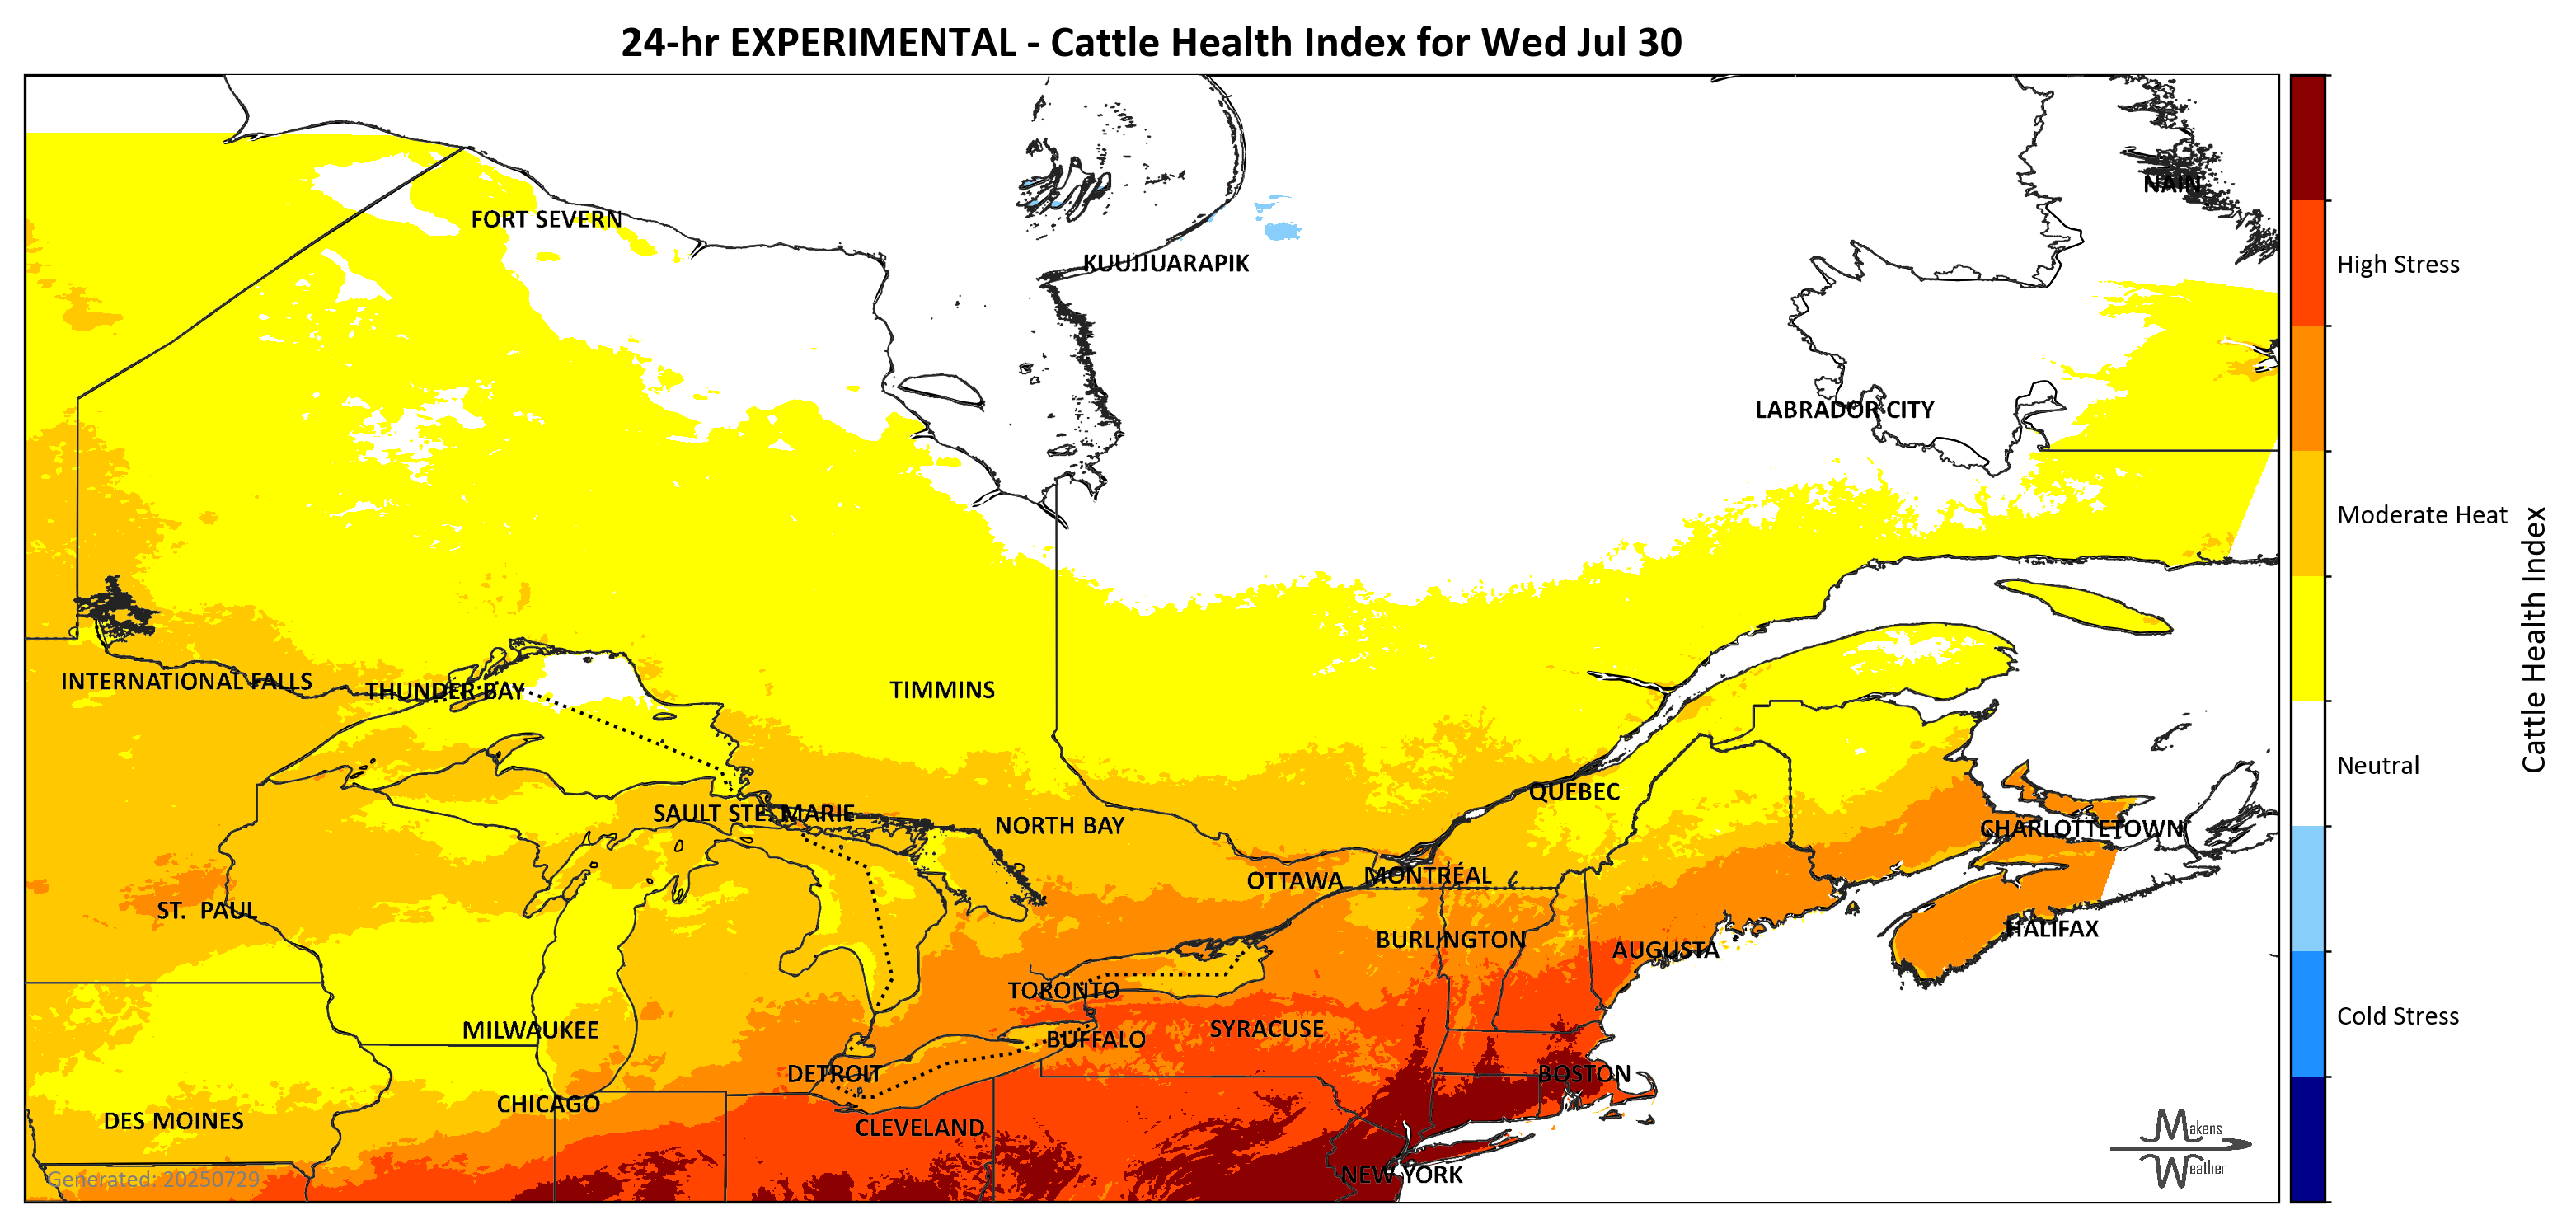 24-hr EXPERIMENTAL - Cattle Health Index for Wed Jul 30
NAIN
FORT SEVERN
KUUJJUARAPIK
High Stress
LABRADOR CITY
Moderate Heat
INTERNATIONAL FALLS
THUNDER BAY
TIMMINS
Cattle Health Index
Neutral
QUEBEC
SAULT STE. MARIE
NORTH BAY
CHARLOTTETOWN
OTTAWA
MONTRÉAL
ST. PAUL
HALIFAX
BURLINGTON
AUGUSTA
TORONTO
Cold Stress
MILWAUKEE
SYRACUSE
BUFFALO
DETROIT
BOSTON
CHICAGO
DES MOINES
CLEVELAND
Makens
Weather
NEW YORK
Generated: 20250729